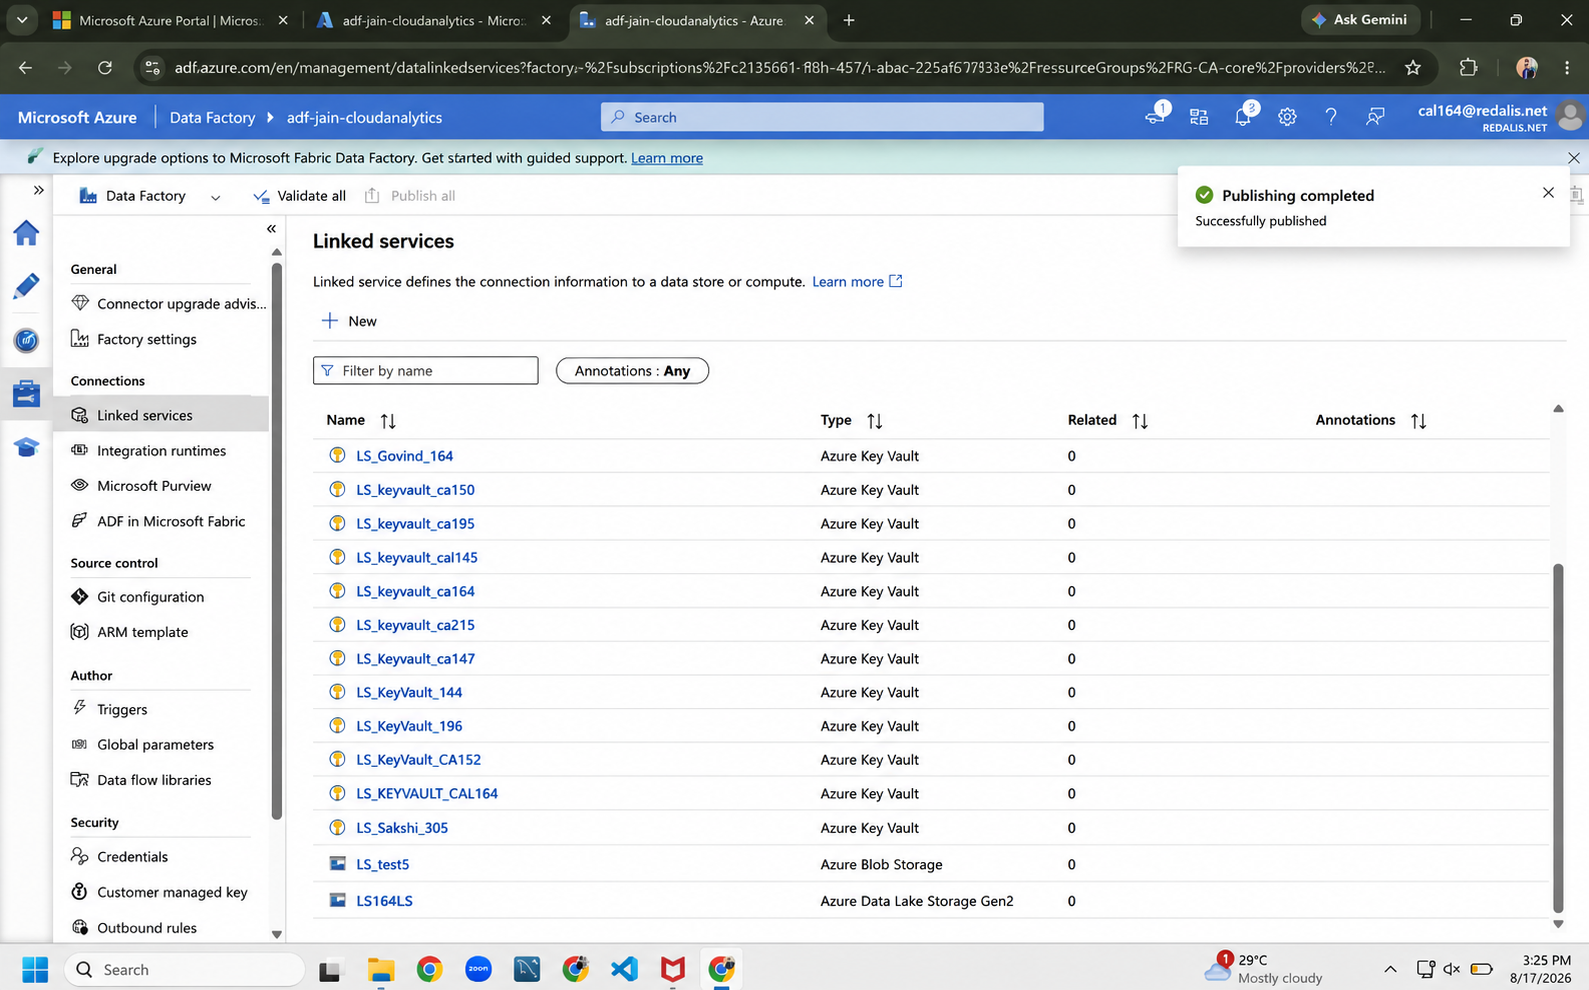 Microsoft Azure Portal | Micros...
adf-jain-cloudanalytics - Micro:
adf-jain-cloudanalytics - Azure
Ask Gemini
Microsoft Azure
Data Factory
adf-jain-cloudanalytics
Search
1
3
cal164@redalis.net
REDALIS.NET
Explore upgrade options to Microsoft Fabric Data Factory. Get started with guided support. Learn more
Data Factory
Validate all
Publish all
Publishing completed
Successfully published
General
Connector upgrade advis...
Factory settings
Connections
Linked services
Integration runtimes
Microsoft Purview
ADF in Microsoft Fabric
Source control
Git configuration
ARM template
Author
Triggers
Global parameters
Data flow libraries
Security
Credentials
Customer managed key
Outbound rules
Linked services
Linked service defines the connection information to a data store or compute. Learn more
New
Filter by name
Annotations : Any
Name Type Related Annotations
LS_Govind_164 Azure Key Vault 0
LS_keyvault_ca150 Azure Key Vault 0
LS_keyvault_ca195 Azure Key Vault 0
LS_keyvault_cal145 Azure Key Vault 0
LS_keyvault_ca164 Azure Key Vault 0
LS_keyvault_ca215 Azure Key Vault 0
LS_Keyvault_ca147 Azure Key Vault 0
LS_KeyVault_144 Azure Key Vault 0
LS_KeyVault_196 Azure Key Vault 0
LS_KeyVault_CA152 Azure Key Vault 0
LS_KEYVAULT_CAL164 Azure Key Vault 0
LS_Sakshi_305 Azure Key Vault 0
LS_test5 Azure Blob Storage 0
LS164LS Azure Data Lake Storage Gen2 0
Search
zoom
1
29°C
Mostly cloudy
3:25 PM
8/17/2026